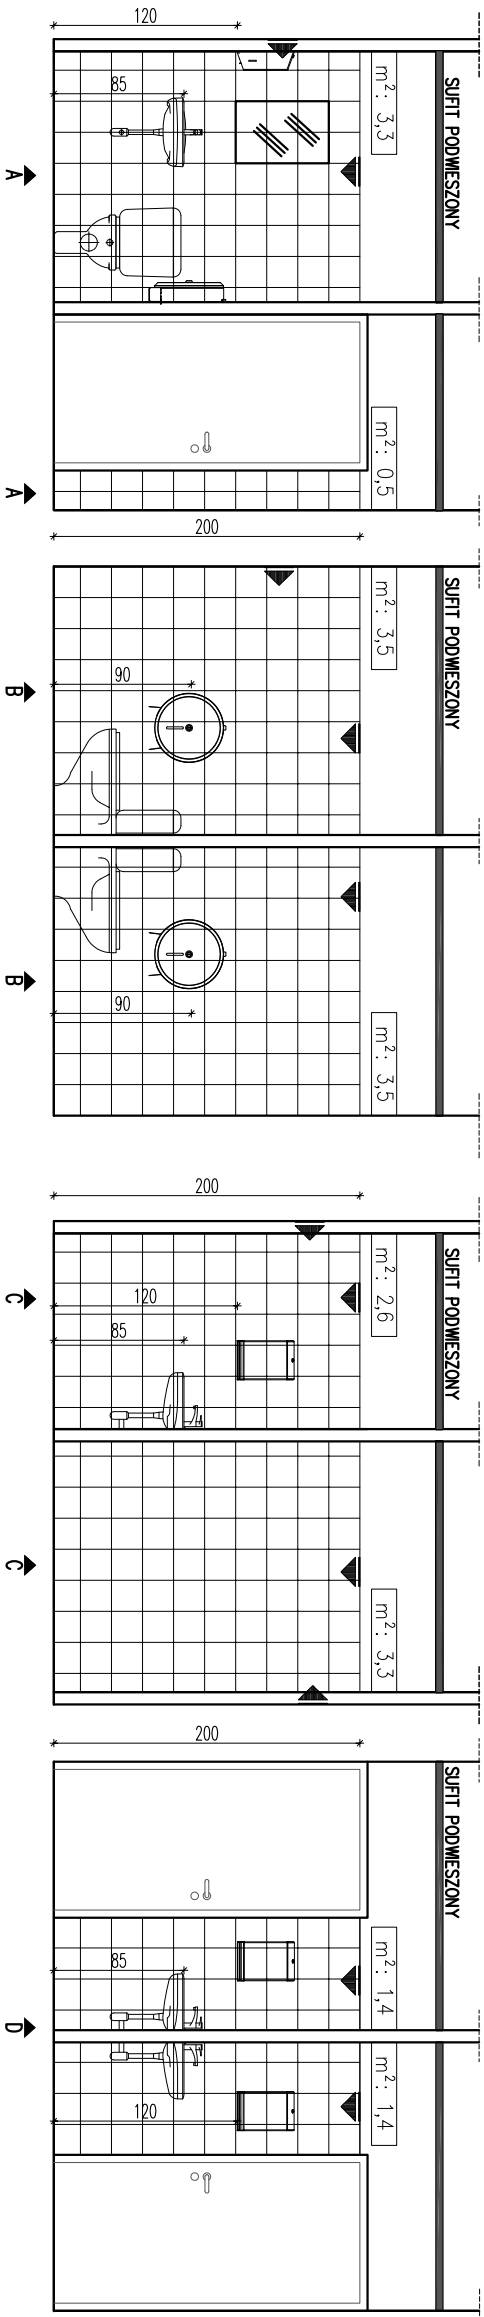 SUFIT PODWIESZONY
m²: 3,3
120
85
A
m²: 0,5
A
200
SUFIT PODWIESZONY
m²: 3,5
90
B
90
B
m²: 3,5
200
SUFIT PODWIESZONY
m²: 2,6
120
85
C
C
m²: 3,3
200
SUFIT PODWIESZONY
m²: 1,4
85
D
m²: 1,4
120